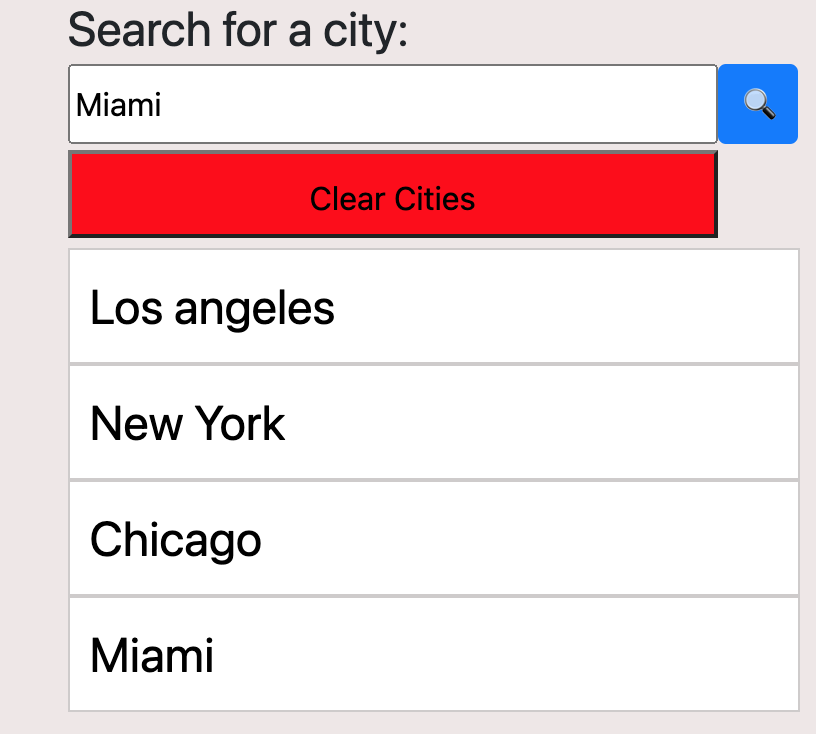 Search for a city:
Miami
Clear Cities
Los angeles
New York
Chicago
Miami